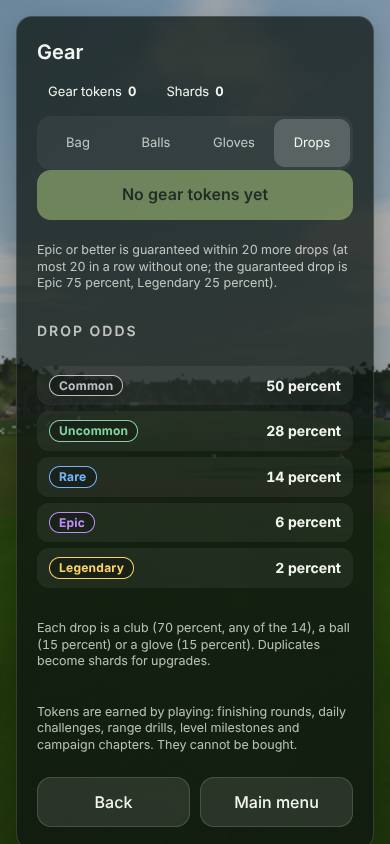 Gear
Gear tokens 0 Shards 0
Bag Balls Gloves Drops
No gear tokens yet
Epic or better is guaranteed within 20 more drops (at
most 20 in a row without one; the guaranteed drop is
Epic 75 percent, Legendary 25 percent).
DROP ODDS
Common 50 percent
Uncommon 28 percent
Rare 14 percent
Epic 6 percent
Legendary 2 percent
Each drop is a club (70 percent, any of the 14), a ball
(15 percent) or a glove (15 percent). Duplicates
become shards for upgrades.
Tokens are earned by playing: finishing rounds, daily
challenges, range drills, level milestones and
campaign chapters. They cannot be bought.
Back Main menu